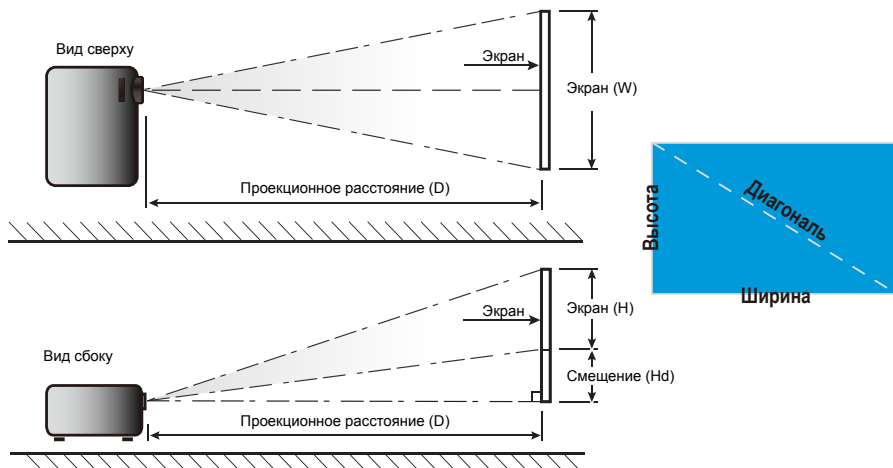 Вид сверху
Экран
Экран (W)
Проекционное расстояние (D)
Высота
Диагональ
Ширина
Вид сбоку
Экран
Экран (H)
Смещение (Hd)
Проекционное расстояние (D)